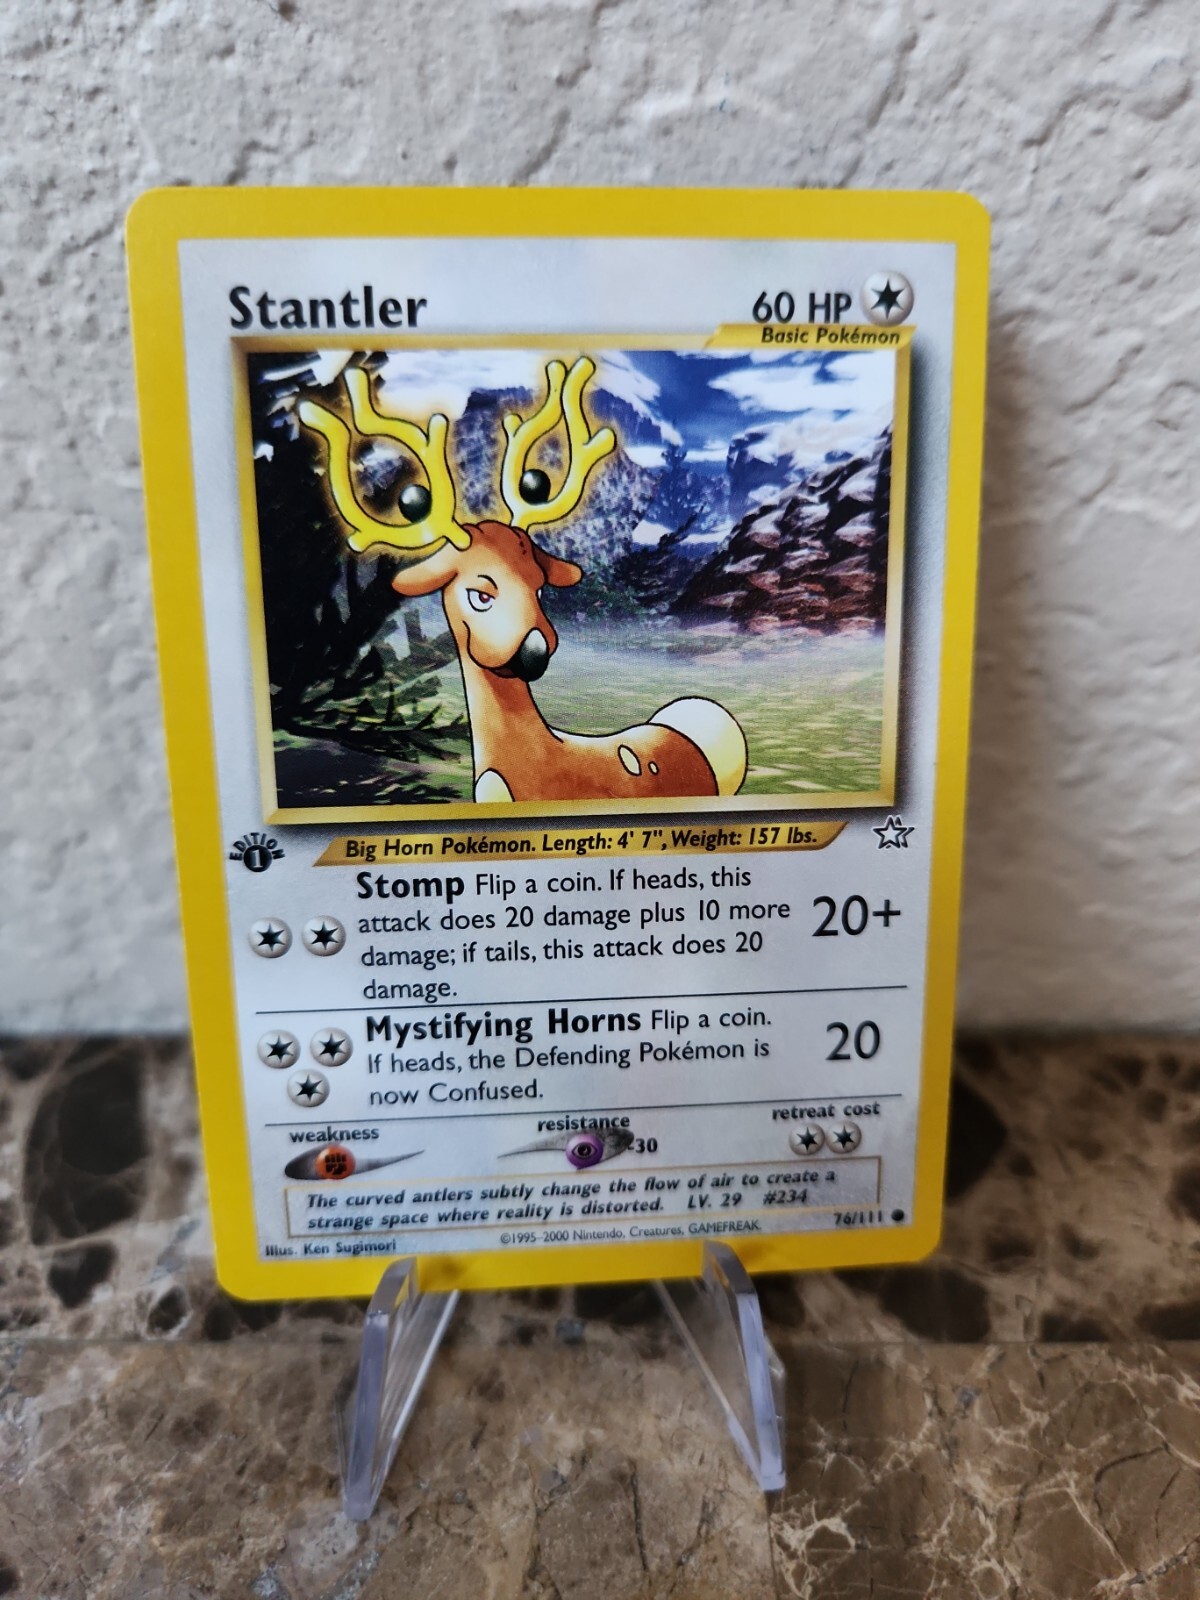 Stantler 60 HP
Basic Pokémon
EDITION
1
Big Horn Pokémon. Length: 4' 7", Weight: 157 lbs.
Stomp Flip a coin. If heads, this
attack does 20 damage plus 10 more
damage; if tails, this attack does 20
damage.
20+
Mystifying Horns Flip a coin.
If heads, the Defending Pokémon is
now Confused.
20
weakness resistance retreat cost
-30
The curved antlers subtly change the flow of air to create a
strange space where reality is distorted. LV. 29 #234
Illus. Ken Sugimori ©1995-2000 Nintendo, Creatures, GAMEFREAK. 76/111